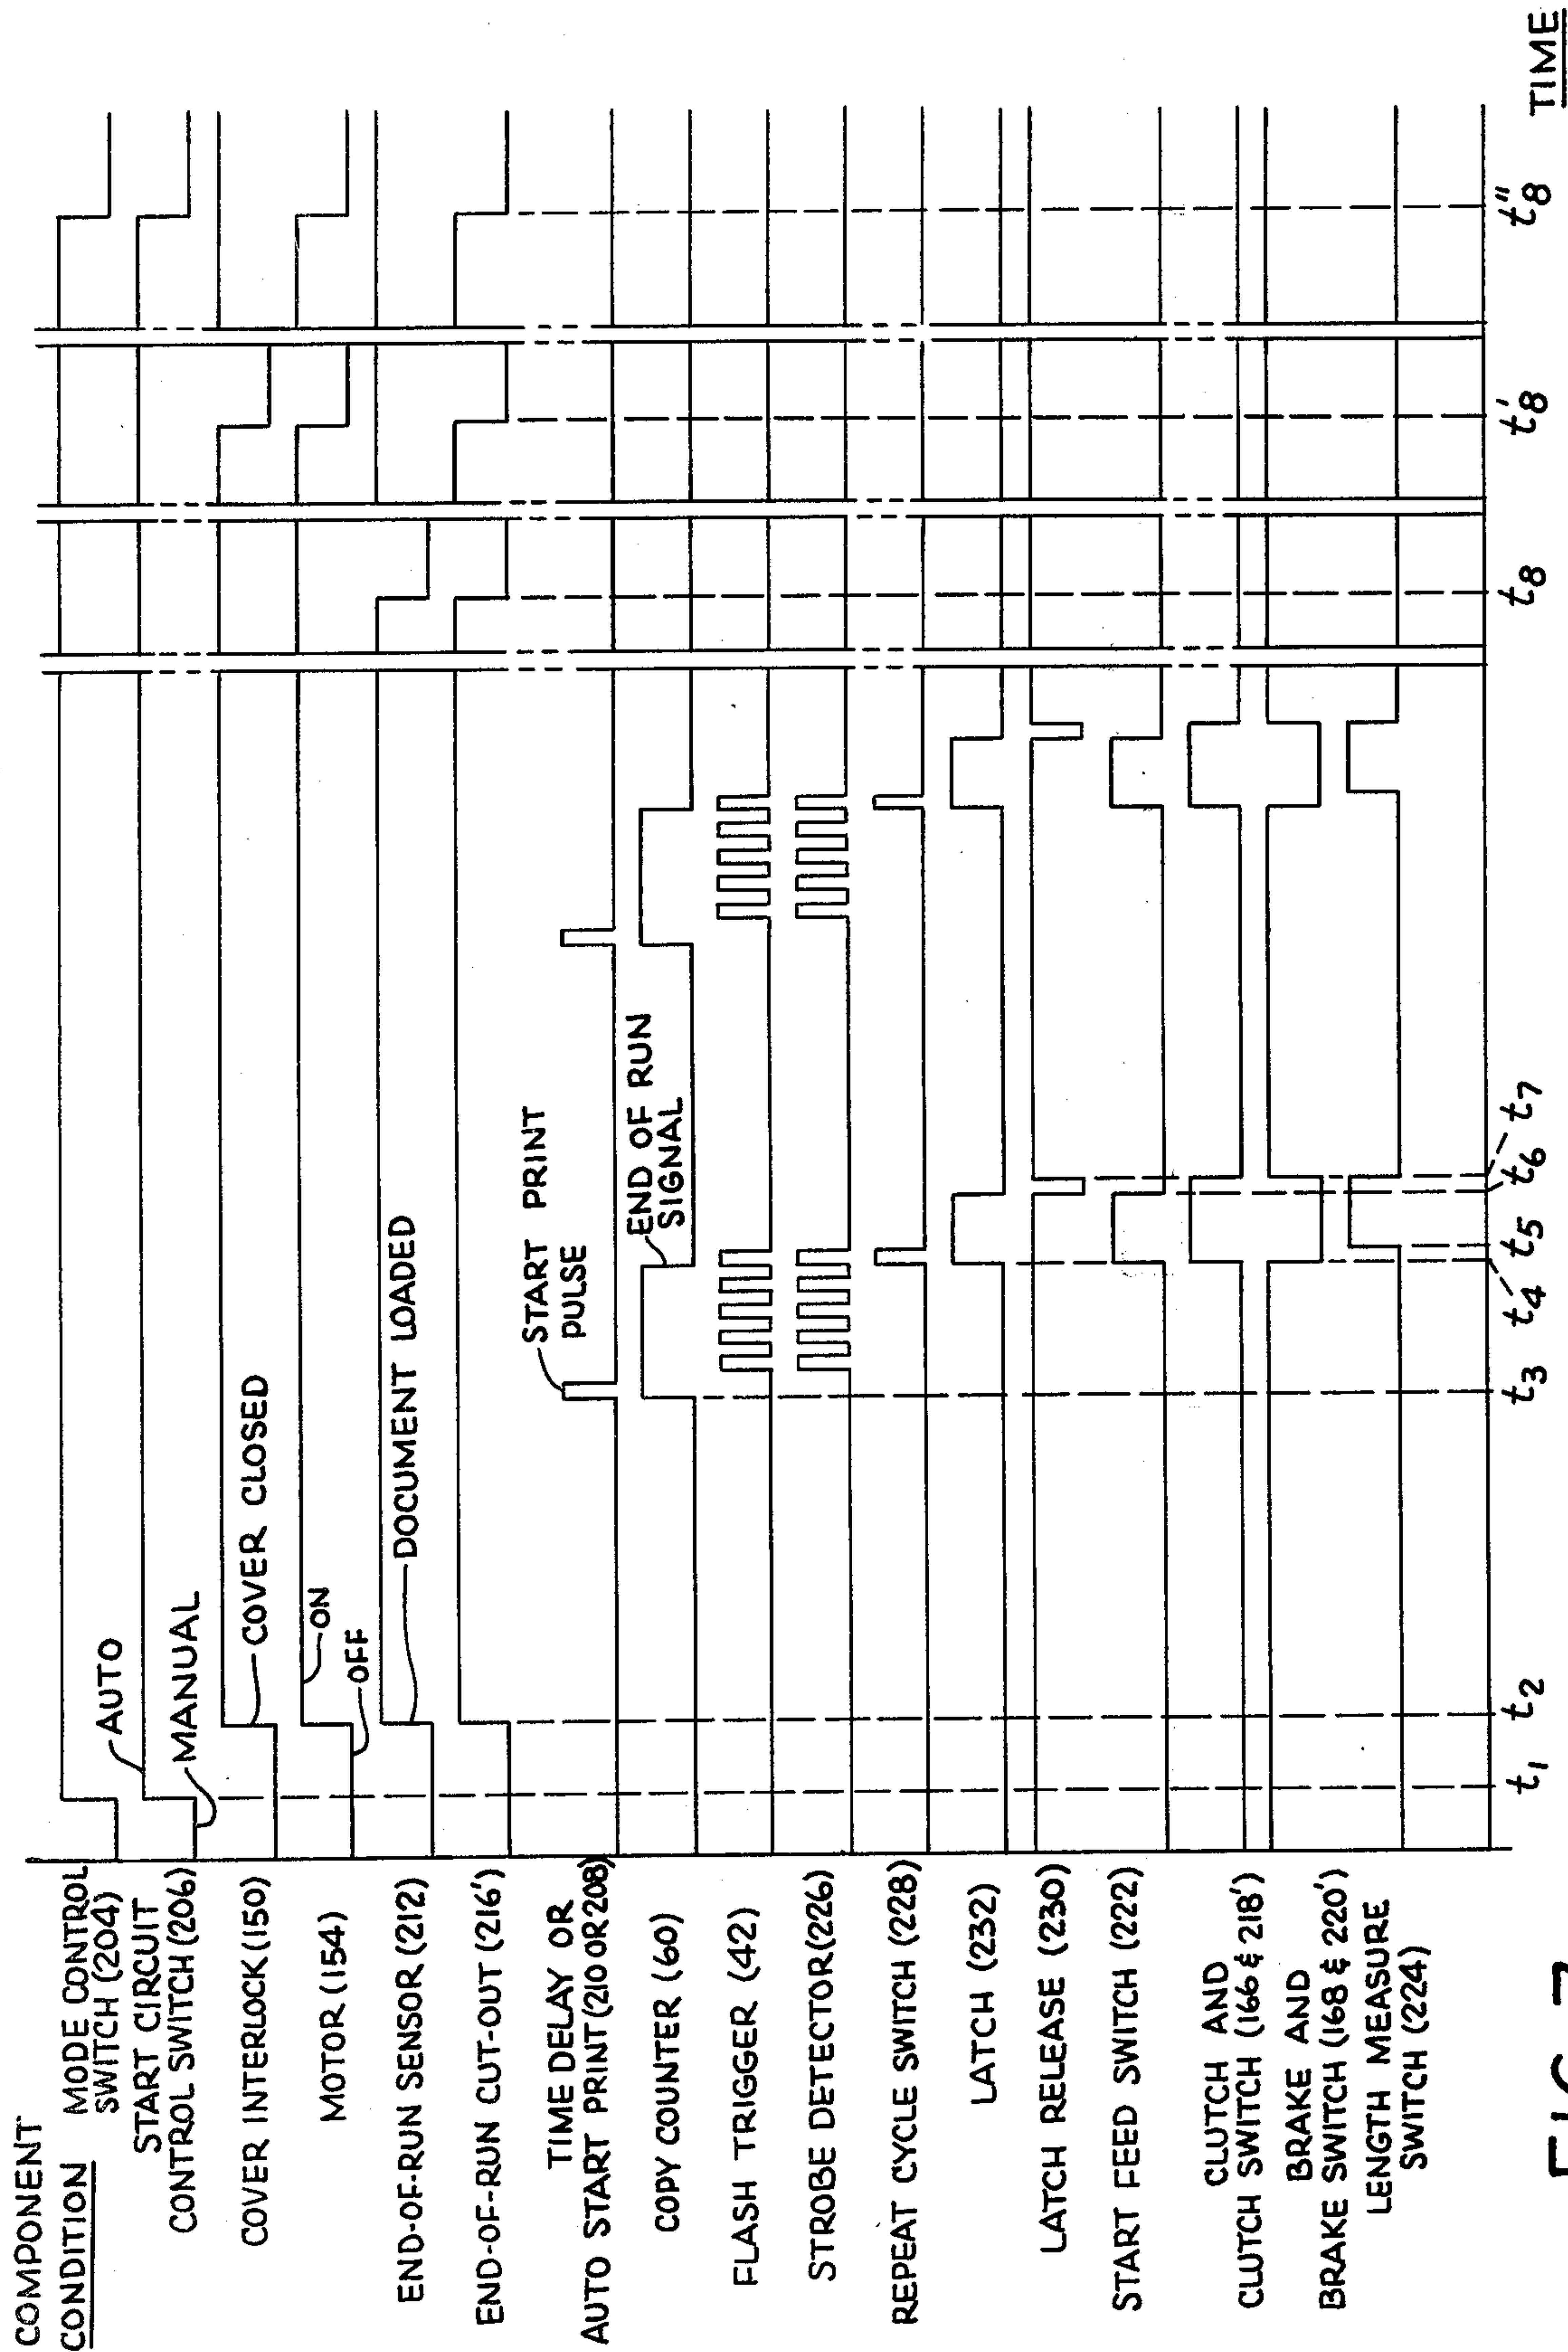 COMPONENT
CONDITION
MODE CONTROL
SWITCH (204)
START CIRCUIT
CONTROL SWITCH (206)
COVER INTERLOCK (150)
MOTOR (154)
END-OF-RUN SENSOR (212)
END-OF-RUN CUT-OUT (216')
TIME DELAY OR
AUTO START PRINT (210 OR 208)
COPY COUNTER (60)
FLASH TRIGGER (42)
STROBE DETECTOR (226)
REPEAT CYCLE SWITCH (228)
LATCH (232)
LATCH RELEASE (230)
START FEED SWITCH (222)
CLUTCH AND
CLUTCH SWITCH (166 & 218')
BRAKE AND
BRAKE SWITCH (168 & 220')
LENGTH MEASURE
SWITCH (224)
AUTO
MANUAL
COVER CLOSED
ON
OFF
DOCUMENT LOADED
START PRINT
PULSE
END OF RUN
SIGNAL
t1 t2 t3 t4 t5 t6 t7 t8 t8' t8"
TIME